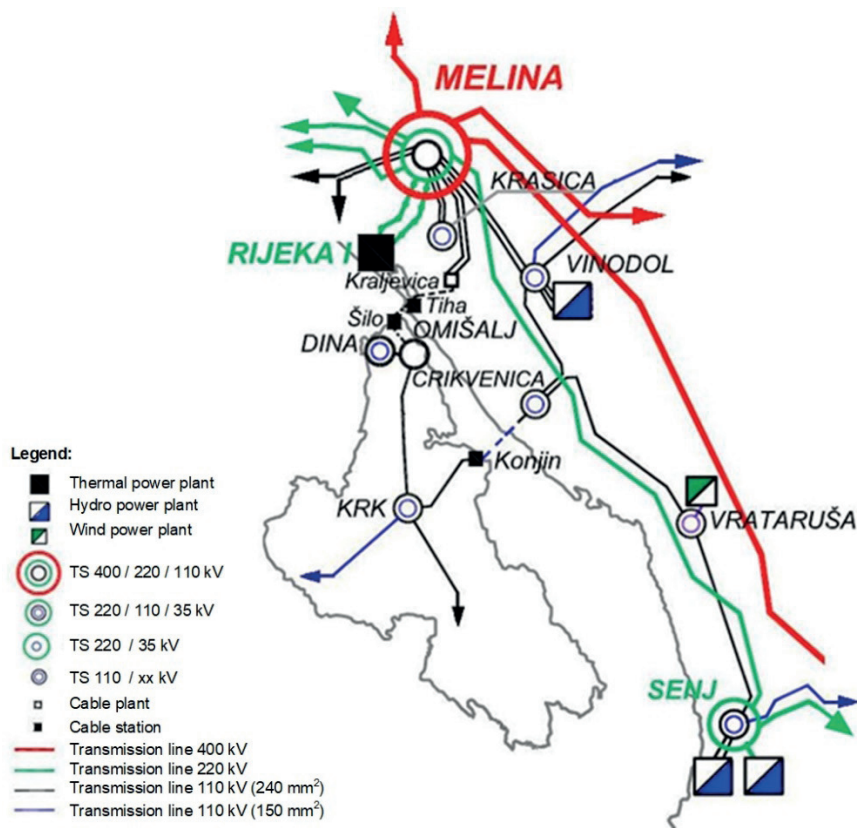 MELINA
KRASICA
RIJEKA I
VINODOL
Kraljevica
Tiha
Šilo
OMIŠALJ
DINA
CRIKVENICA
Konjin
KRK
VRATARUŠA
SENJ
Legend:
Thermal power plant
Hydro power plant
Wind power plant
TS 400 / 220 / 110 kV
TS 220 / 110 / 35 kV
TS 220 / 35 kV
TS 110 / xx kV
Cable plant
Cable station
Transmission line 400 kV
Transmission line 220 kV
Transmission line 110 kV (240 mm²)
Transmission line 110 kV (150 mm²)